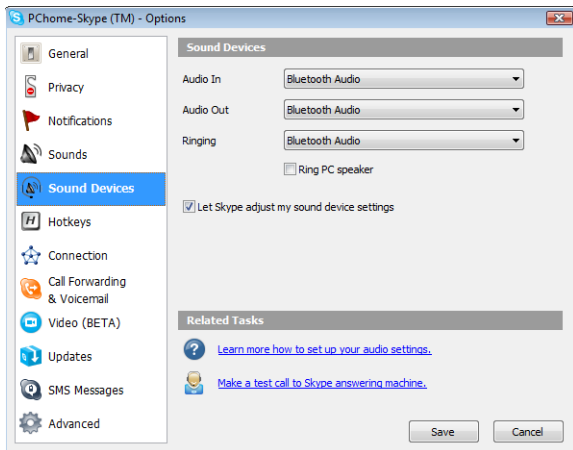 PChome-Skype (TM) - Options
General
Privacy
Notifications
Sounds
Sound Devices
H Hotkeys
Connection
Call Forwarding
& Voicemail
Video (BETA)
Updates
SMS Messages
Advanced
Sound Devices
Audio In Bluetooth Audio
Audio Out Bluetooth Audio
Ringing Bluetooth Audio
Ring PC speaker
Let Skype adjust my sound device settings
Related Tasks
? Learn more how to set up your audio settings.
Make a test call to Skype answering machine.
Save Cancel